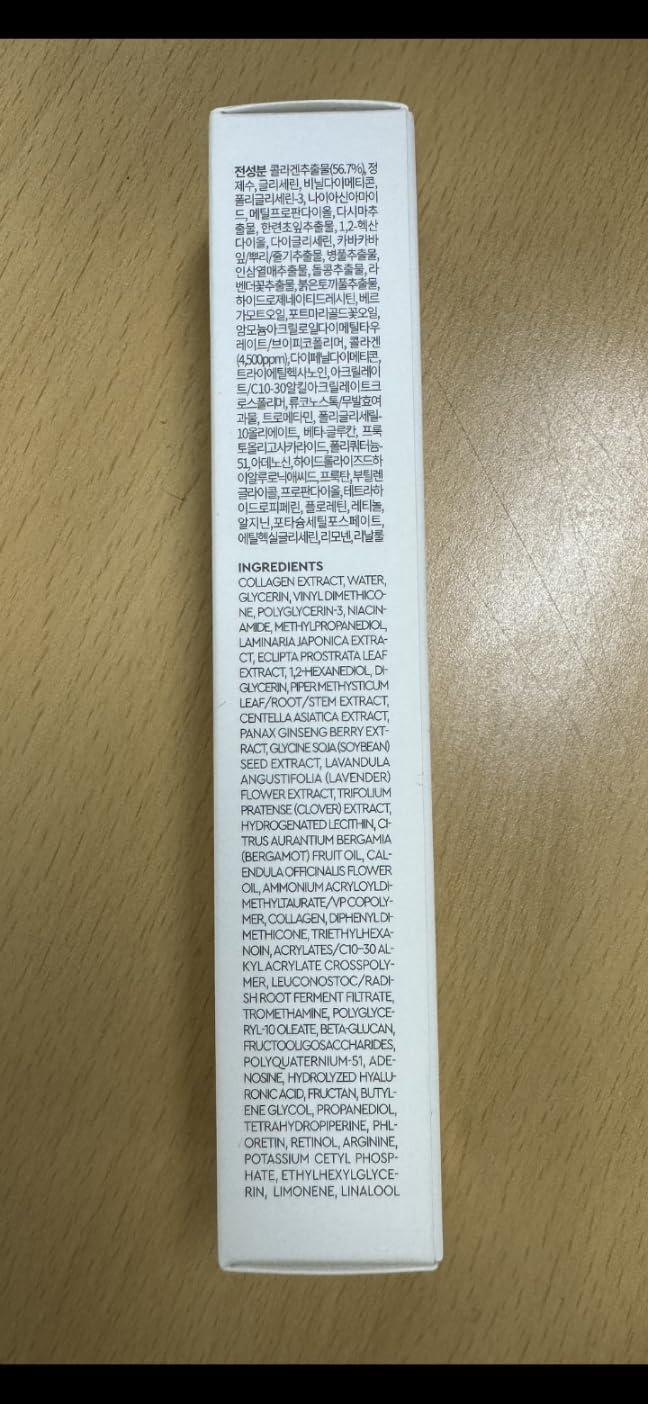 전성분 콜라겐추출물(56.7%), 정
제수, 글리세린, 비닐다이메티콘,
폴리글리세린-3, 나이아신아마이
드, 메틸프로판다이올, 다시마추
출물, 한련초잎추출물, 1,2-헥산
다이올, 다이글리세린, 카바카바
잎/뿌리/줄기추출물, 병풀추출물,
인삼열매추출물, 돌콩추출물, 라
벤더꽃추출물, 붉은토끼풀추출물,
하이드로제네이티드레시틴, 베르
가모트오일, 포트마리골드꽃오일,
암모늄아크릴로일다이메틸타우
레이트/브이피코폴리머, 콜라겐
(4,500ppm), 다이페닐다이메티콘,
트라이에틸헥사노인, 아크릴레이
트/C10-30알킬아크릴레이트크
로스폴리머, 류코노스톡/무발효여
과물, 트로메타민, 폴리글리세릴-
10올리에이트, 베타-글루칸, 프룩
토올리고사카라이드, 폴리쿼터늄-
51, 아데노신, 하이드롤라이즈드하
이알루로닉애씨드, 프룩탄, 부틸렌
글라이콜, 프로판다이올, 테트라하
이드로피페린, 플로레틴, 레티놀,
알지닌, 포타슘세틸포스페이트,
에틸헥실글리세린, 리모넨, 리날룰
INGREDIENTS
COLLAGEN EXTRACT, WATER,
GLYCERIN, VINYL DIMETHICO-
NE, POLYGLYCERIN-3, NIACIN-
AMIDE, METHYLPROPANEDIOL,
LAMINARIA JAPONICA EXTRA-
CT, ECLIPTA PROSTRATA LEAF
EXTRACT, 1,2-HEXANEDIOL, DI-
GLYCERIN, PIPER METHYSTICUM
LEAF/ROOT/STEM EXTRACT,
CENTELLA ASIATICA EXTRACT,
PANAX GINSENG BERRY EXT-
RACT, GLYCINE SOJA (SOYBEAN)
SEED EXTRACT, LAVANDULA
ANGUSTIFOLIA (LAVENDER)
FLOWER EXTRACT, TRIFOLIUM
PRATENSE (CLOVER) EXTRACT,
HYDROGENATED LECITHIN, CI-
TRUS AURANTIUM BERGAMIA
(BERGAMOT) FRUIT OIL, CAL-
ENDULA OFFICINALIS FLOWER
OIL, AMMONIUM ACRYLOYLDI-
METHYLTAURATE/VP COPOLY-
MER, COLLAGEN, DIPHENYL DI-
METHICONE, TRIETHYLHEXA-
NOIN, ACRYLATES/C10-30 AL-
KYL ACRYLATE CROSSPOLY-
MER, LEUCONOSTOC/RADI-
SH ROOT FERMENT FILTRATE,
TROMETHAMINE, POLYGLYCE-
RYL-10 OLEATE, BETA-GLUCAN,
FRUCTOOLIGOSACCHARIDES,
POLYQUATERNIUM-51, ADE-
NOSINE, HYDROLYZED HYALU-
RONIC ACID, FRUCTAN, BUTYL-
ENE GLYCOL, PROPANEDIOL,
TETRAHYDROPIPERINE, PHL-
ORETIN, RETINOL, ARGININE,
POTASSIUM CETYL PHOSP-
HATE, ETHYLHEXYLGLYCE-
RIN, LIMONENE, LINALOOL